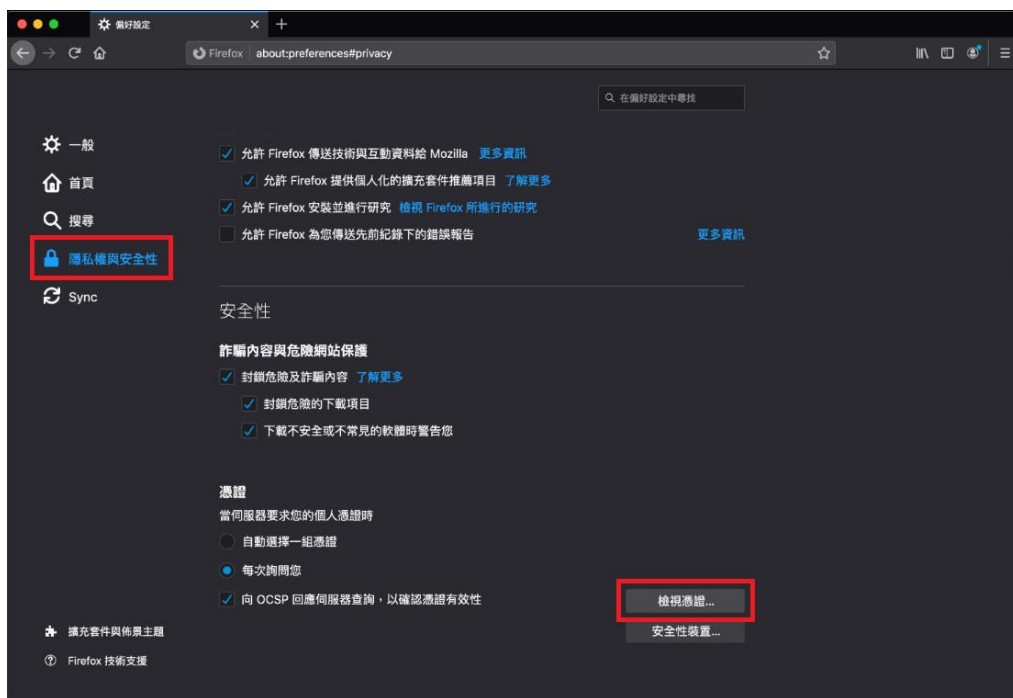 偏好設定
Firefox about:preferences#privacy
在偏好設定中尋找
一般
首頁
搜尋
隱私權與安全性
Sync
允許 Firefox 傳送技術與互動資料給 Mozilla 更多資訊
允許 Firefox 提供個人化的擴充套件推薦項目 了解更多
允許 Firefox 安裝並進行研究 檢視 Firefox 所進行的研究
允許 Firefox 為您傳送先前紀錄下的錯誤報告 更多資訊
安全性
詐騙內容與危險網站保護
封鎖危險及詐騙內容 了解更多
封鎖危險的下載項目
下載不安全或不常見的軟體時警告您
憑證
當伺服器要求您的個人憑證時
自動選擇一組憑證
每次詢問您
向 OCSP 回應伺服器查詢，以確認憑證有效性
檢視憑證...
安全性裝置...
擴充套件與佈景主題
Firefox 技術支援